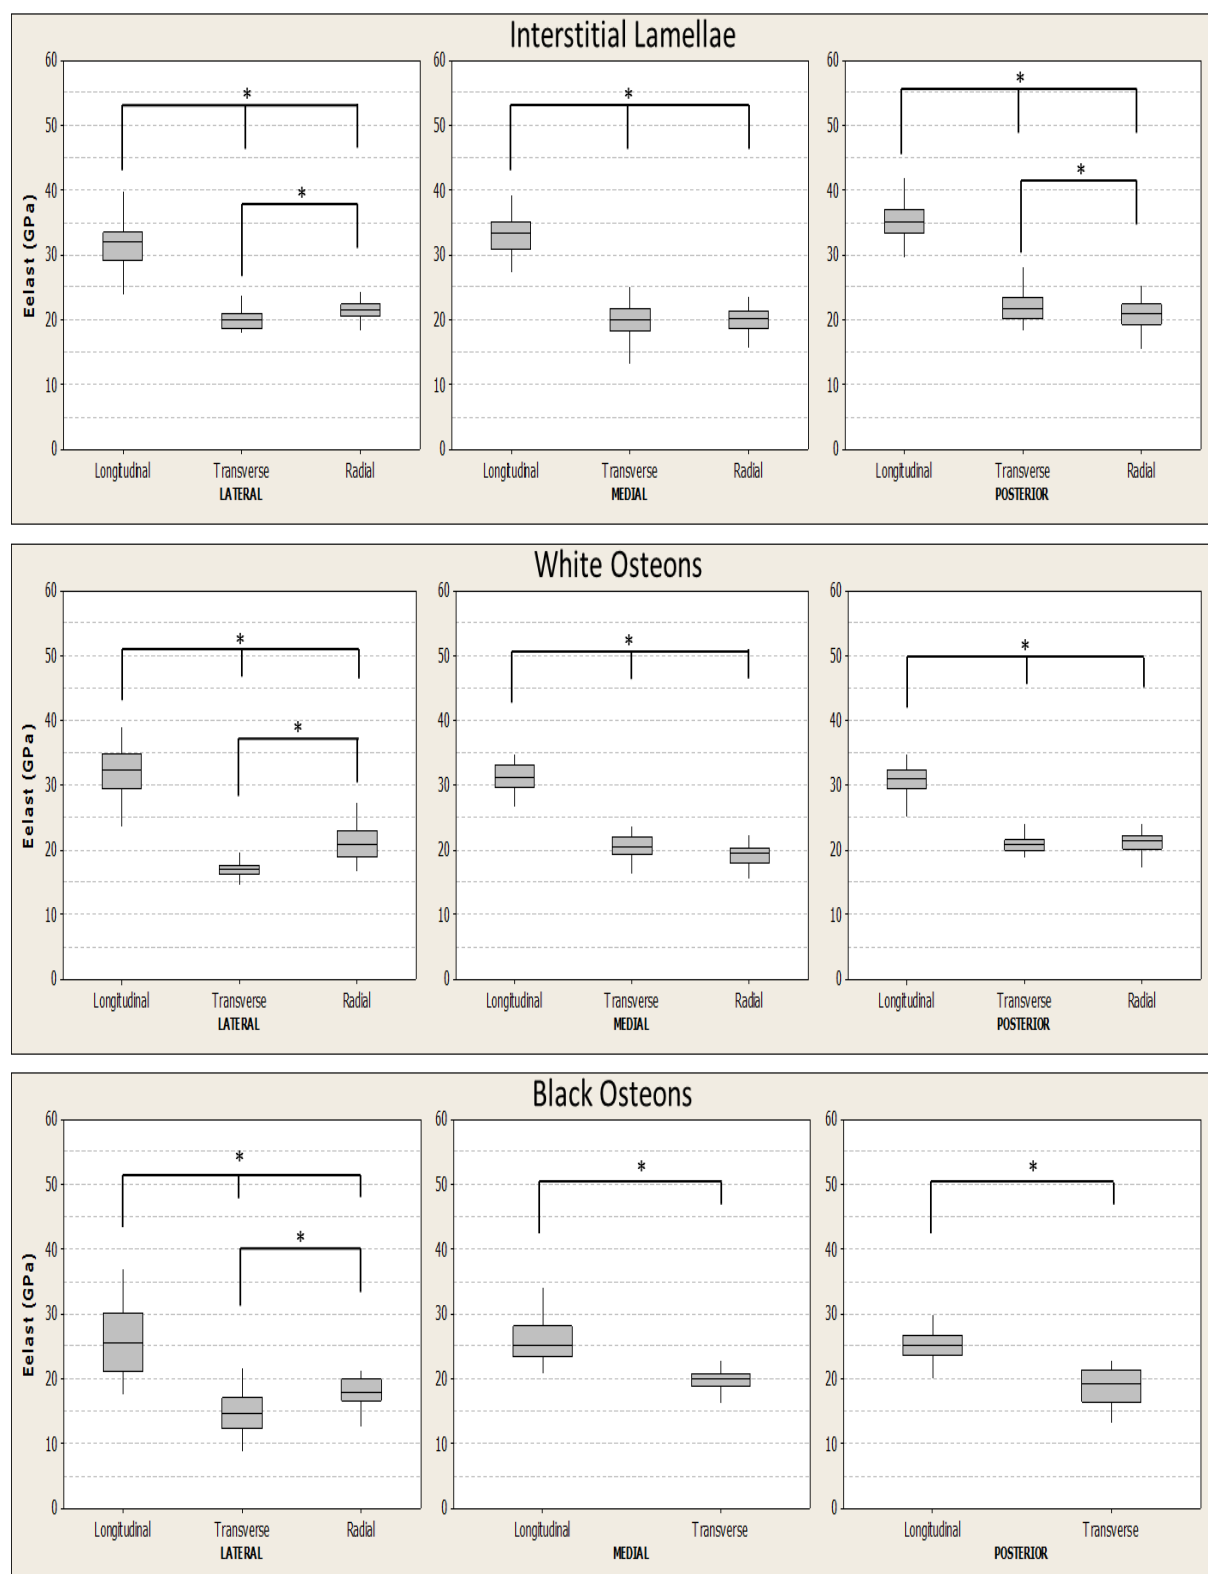 Interstitial Lamellae
60 60 60
* * *
50 50 50
* *
40 40 40
30 30 30
Eelast (GPa)
20 20 20
10 10 10
0 0 0
Longitudinal Transverse Radial Longitudinal Transverse Radial Longitudinal Transverse Radial
LATERAL MEDIAL POSTERIOR
White Osteons
60 60 60
* * *
50 50 50
*
40 40 40
30 30 30
Eelast (GPa)
20 20 20
10 10 10
0 0 0
Longitudinal Transverse Radial Longitudinal Transverse Radial Longitudinal Transverse Radial
LATERAL MEDIAL POSTERIOR
Black Osteons
60 60 60
* * *
50 50 50
*
40 40 40
30 30 30
Eelast (GPa)
20 20 20
10 10 10
0 0 0
Longitudinal Transverse Radial Longitudinal Transverse Longitudinal Transverse
LATERAL MEDIAL POSTERIOR